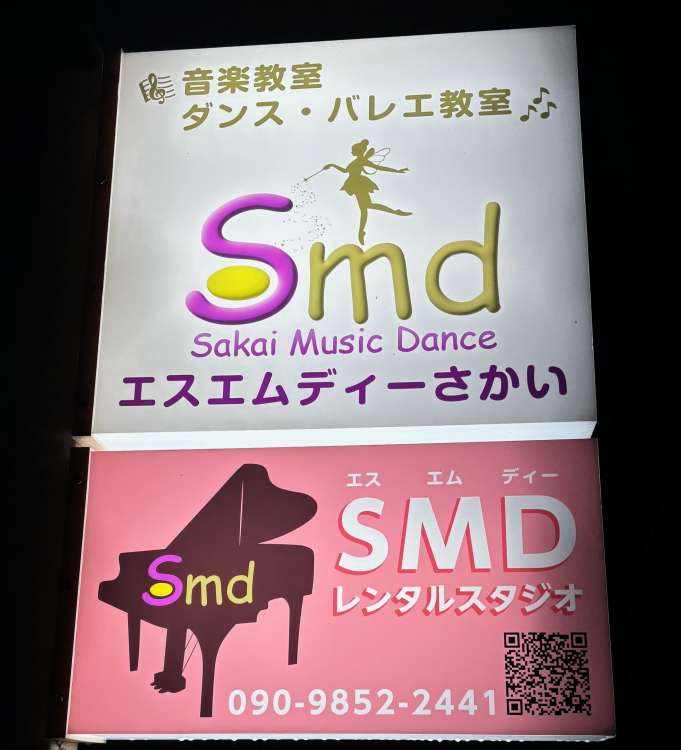 音楽教室
ダンス・バレエ教室
Smd
Sakai Music Dance
エスエムディーさかい
エス エム ディー
SMD
レンタルスタジオ
Smd
090-9852-2441